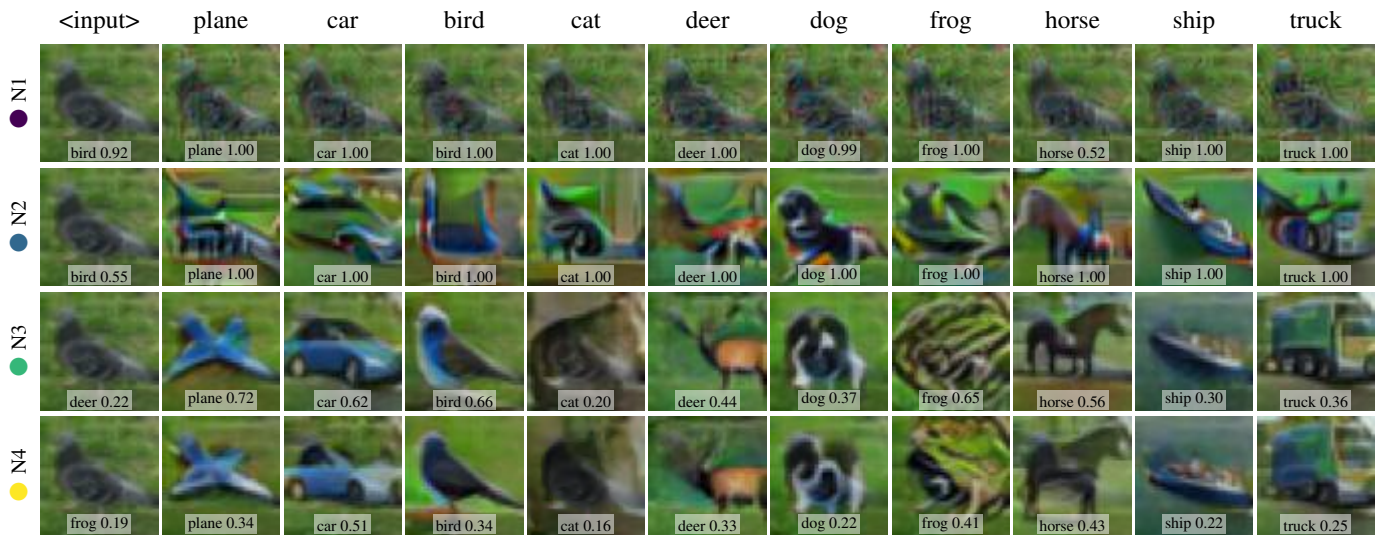 <input> plane car bird cat deer dog frog horse ship truck
N1
bird 0.92 plane 1.00 car 1.00 bird 1.00 cat 1.00 deer 1.00 dog 0.99 frog 1.00 horse 0.52 ship 1.00 truck 1.00
N2
bird 0.55 plane 1.00 car 1.00 bird 1.00 cat 1.00 deer 1.00 dog 1.00 frog 1.00 horse 1.00 ship 1.00 truck 1.00
N3
deer 0.22 plane 0.72 car 0.62 bird 0.66 cat 0.20 deer 0.44 dog 0.37 frog 0.65 horse 0.56 ship 0.30 truck 0.36
N4
frog 0.19 plane 0.34 car 0.51 bird 0.34 cat 0.16 deer 0.33 dog 0.22 frog 0.41 horse 0.43 ship 0.22 truck 0.25